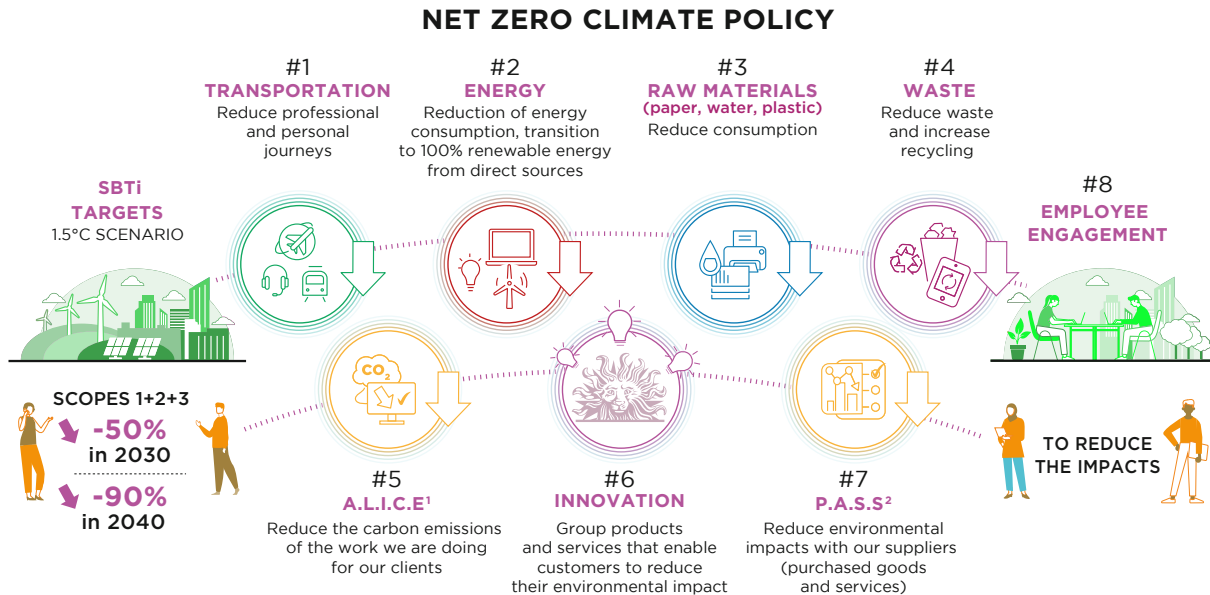 NET ZERO CLIMATE POLICY
#1
TRANSPORTATION
Reduce professional
and personal
journeys
#2
ENERGY
Reduction of energy
consumption, transition
to 100% renewable energy
from direct sources
#3
RAW MATERIALS
(paper, water, plastic)
Reduce consumption
#4
WASTE
Reduce waste
and increase
recycling
SBTi
TARGETS
1.5°C SCENARIO
#8
EMPLOYEE
ENGAGEMENT
SCOPES 1+2+3
-50%
in 2030
-90%
in 2040
CO₂
#5
A.L.I.C.E¹
Reduce the carbon emissions
of the work we are doing
for our clients
#6
INNOVATION
Group products
and services that enable
customers to reduce
their environmental impact
#7
P.A.S.S²
Reduce environmental
impacts with our suppliers
(purchased goods
and services)
TO REDUCE
THE IMPACTS